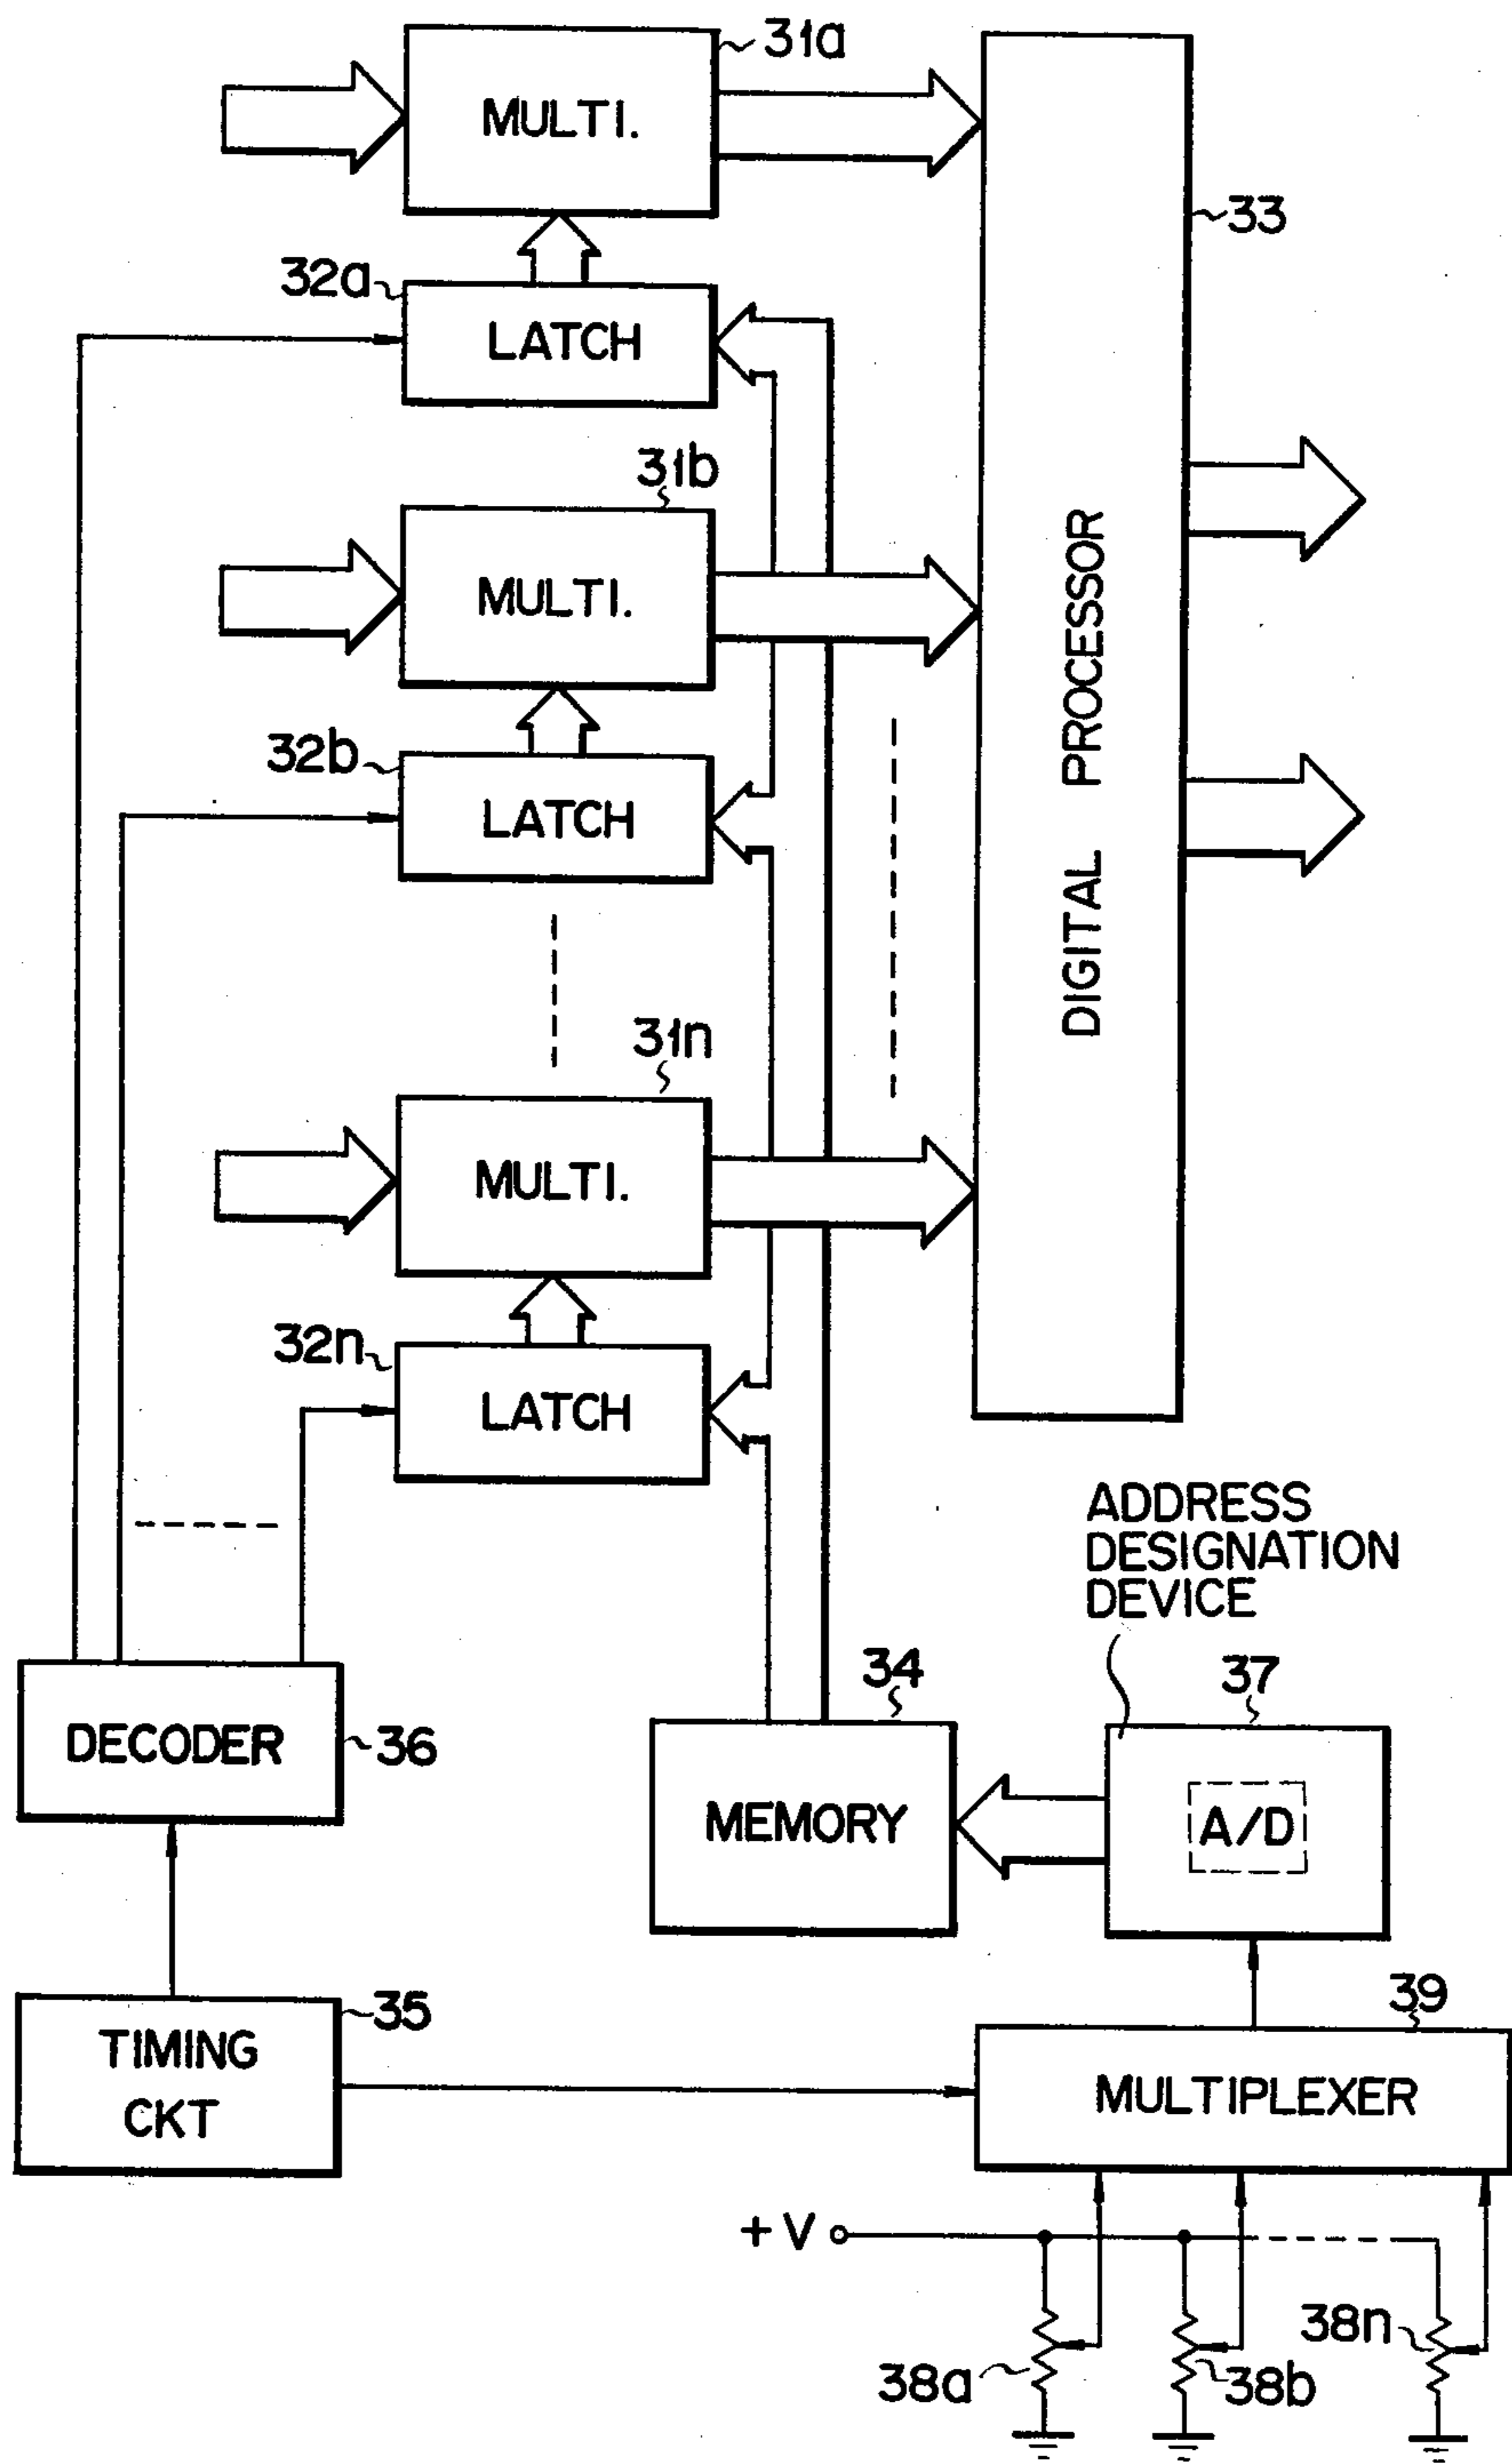 31a
MULTI.
33
32a
LATCH
31b
MULTI.
DIGITAL PROCESSOR
32b
LATCH
31n
MULTI.
32n
LATCH
ADDRESS
DESIGNATION
DEVICE
34
37
DECODER
36
MEMORY
A/D
35
39
TIMING
CKT
MULTIPLEXER
+V
38n
38a
38b